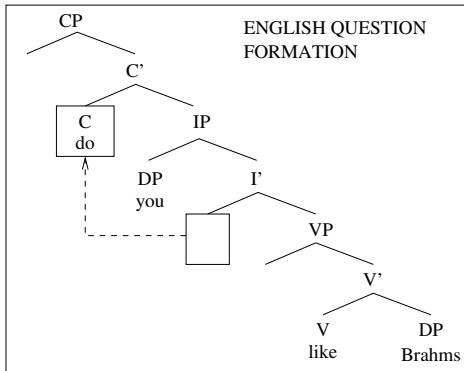 ENGLISH QUESTION
FORMATION
CP
C’
C
do
IP
DP
you
I’
VP
V’
V
like
DP
Brahms